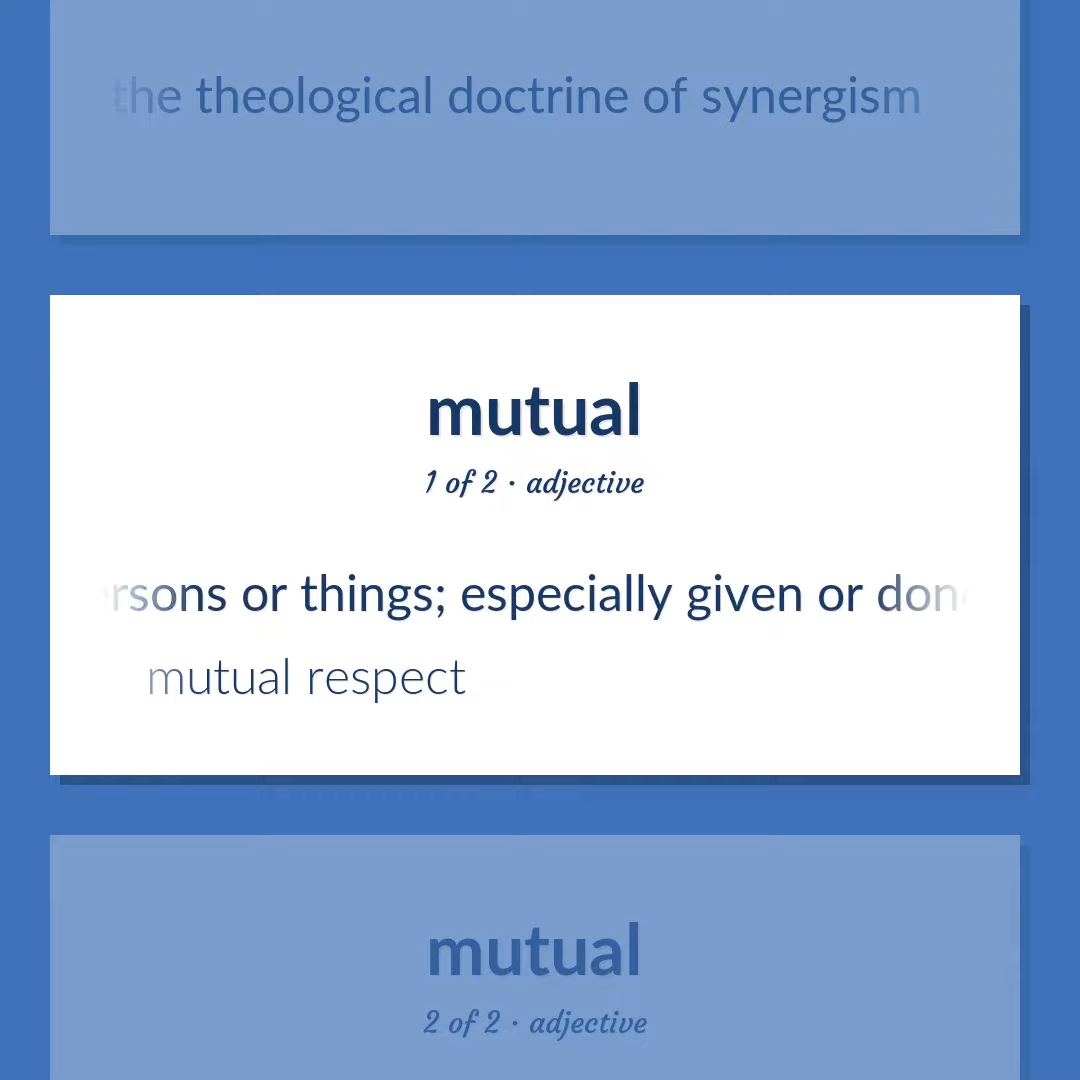 the theological doctrine of synergism
mutual
1 of 2 · adjective
rsons or things; especially given or don
mutual respect
mutual
2 of 2 · adjective